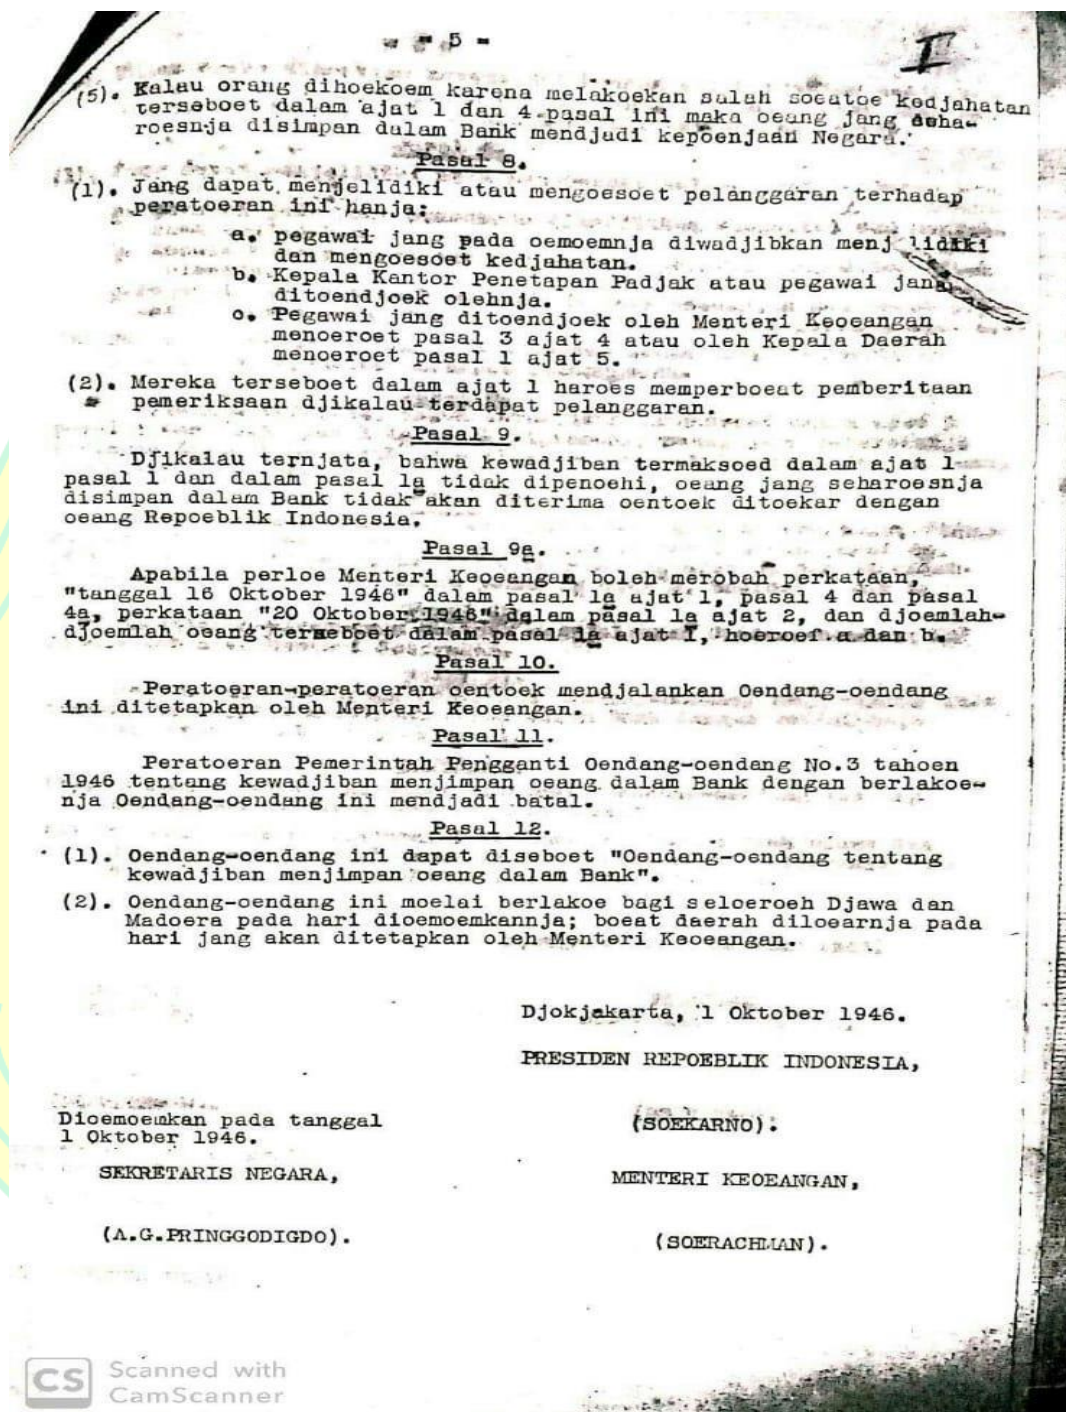 - 5 -
I
(5). Kalau orang dihoekoem karena melakoekan salah soeatoe kedjahatan
terseboet dalam ajat 1 dan 4 pasal ini maka oeang jang seha-
roesnja disimpan dalam Bank mendjadi kepoenjaan Negara.
Pasal 8.
(1). Jang dapat menjelidiki atau mengoesoet pelanggaran terhadap
peratoeran ini hanja:
a. pegawai jang pada oemoemnja diwadjibkan menj lidiki
dan mengoesoet kedjahatan.
b. Kepala Kantor Penetapan Padjak atau pegawai jang
ditoendjoek olehnja.
c. Pegawai jang ditoendjoek oleh Menteri Keoeangan
menoeroet pasal 3 ajat 4 atau oleh Kepala Daerah
menoeroet pasal 1 ajat 5.
(2). Mereka terseboet dalam ajat 1 haroes memperboeat pemberitaan
pemeriksaan djikalau terdapat pelanggaran.
Pasal 9.
Djikalau ternjata, bahwa kewadjiban termaksoed dalam ajat 1
pasal 1 dan dalam pasal 1a tidak dipenoehi, oeang jang seharoesnja
disimpan dalam Bank tidak akan diterima oentoek ditoekar dengan
oeang Repoeblik Indonesia.
Pasal 9a.
Apabila perloe Menteri Keoeangan boleh merobah perkataan,
"tanggal 16 Oktober 1946" dalam pasal 1a ajat 1, pasal 4 dan pasal
4a, perkataan "20 Oktober 1946" dalam pasal 1a ajat 2, dan djoemlah-
djoemlah oeang terseboet dalam pasal 1a ajat I, hoeroef a dan b.
Pasal 10.
Peratoeran-peratoeran oentoek mendjalankan Oendang-oendang
ini ditetapkan oleh Menteri Keoeangan.
Pasal 11.
Peratoeran Pemerintah Pengganti Oendang-oendang No.3 tahoen
1946 tentang kewadjiban menjimpan oeang dalam Bank dengan berlakoe-
nja Oendang-oendang ini mendjadi batal.
Pasal 12.
(1). Oendang-oendang ini dapat diseboet "Oendang-oendang tentang
kewadjiban menjimpan oeang dalam Bank".
(2). Oendang-oendang ini moelai berlakoe bagi seloeroeh Djawa dan
Madoera pada hari dioemoemkannja; boeat daerah diloearnja pada
hari jang akan ditetapkan oleh Menteri Keoeangan.
Djokjakarta, 1 Oktober 1946.
PRESIDEN REPOEBLIK INDONESIA,
(SOEKARNO).
Dioemoemkan pada tanggal
1 Oktober 1946.
SEKRETARIS NEGARA,
(A.G.PRINGGODIGDO).
MENTERI KEOEANGAN,
(SOERACHMAN).
CS Scanned with
CamScanner